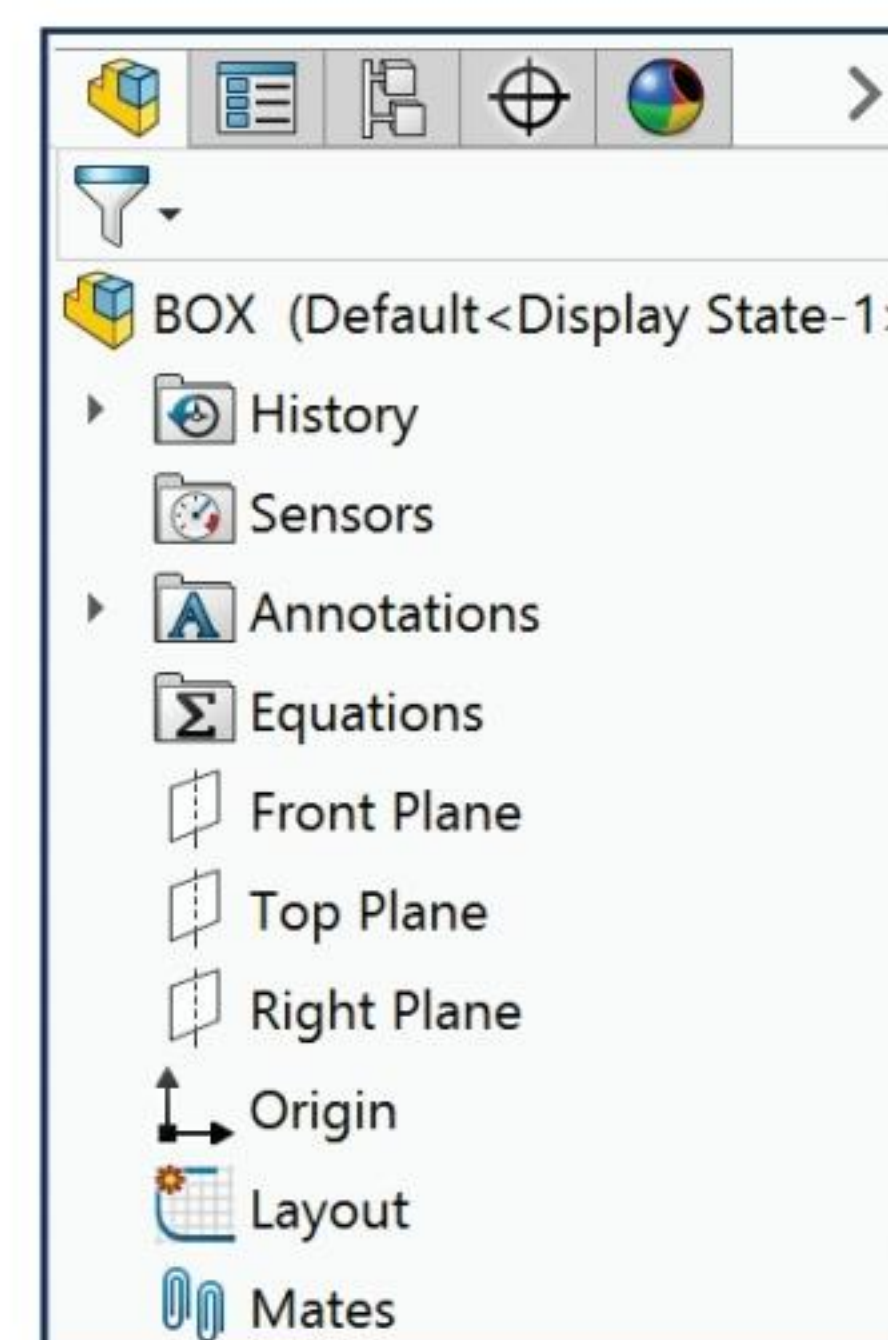 BOX (Default<Display State-1>
History
Sensors
Annotations
Equations
Front Plane
Top Plane
Right Plane
Origin
Layout
Mates